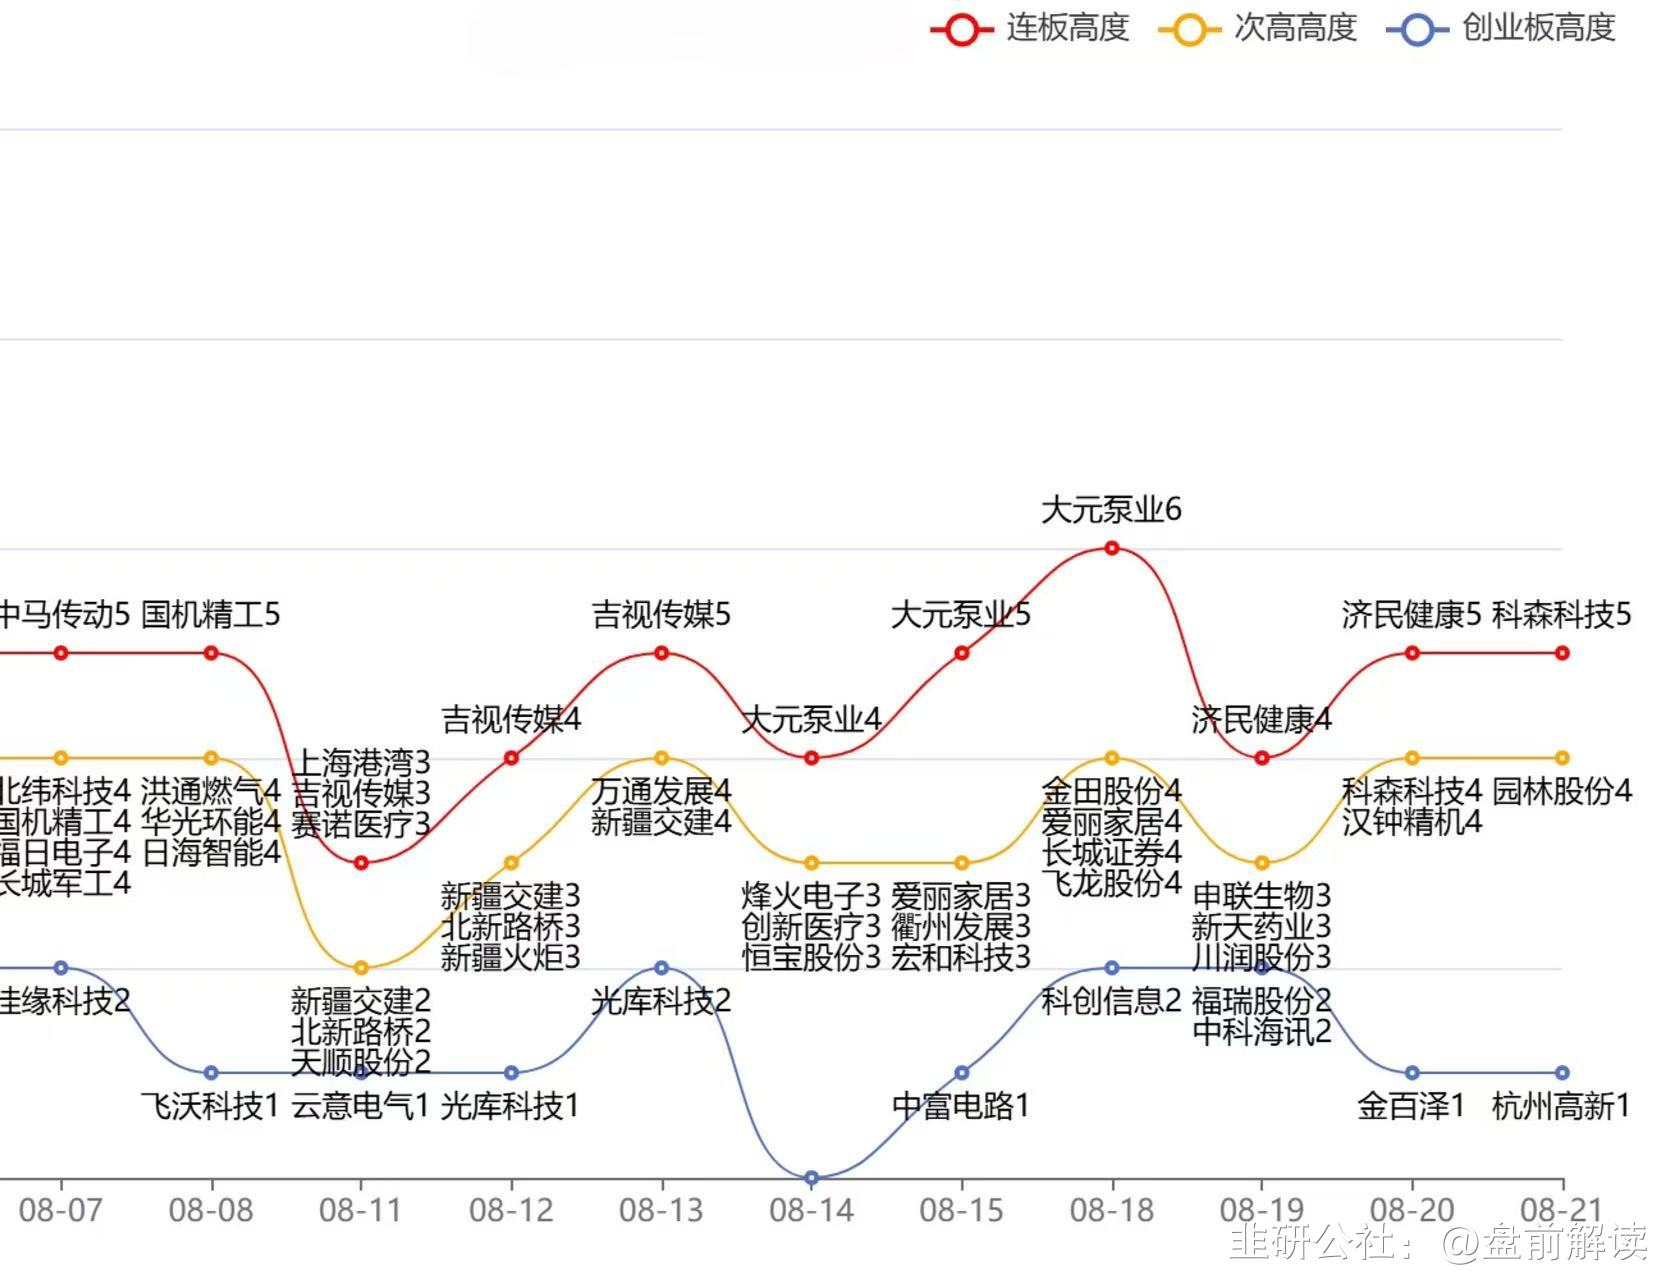 连板高度 次高高度 创业板高度
大元泵业6
中马传动5 国机精工5 吉视传媒5 大元泵业5 济民健康5 科森科技5
吉视传媒4 大元泵业4 济民健康4
上海港湾3
吉视传媒3
赛诺医疗3
北纬科技4 洪通燃气4 万通发展4 金田股份4 科森科技4 园林股份4
国机精工4 华光环能4 新疆交建4 爱丽家居4 汉钟精机4
福日电子4 日海智能4 长城证券4
长城军工4 飞龙股份4
新疆交建3 烽火电子3 爱丽家居3 申联生物3
北新路桥3 创新医疗3 衢州发展3 新天药业3
新疆火炬3 恒宝股份3 宏和科技3 川润股份3
佳缘科技2 新疆交建2 光库科技2 科创信息2 福瑞股份2
北新路桥2 中科海讯2
天顺股份2
飞沃科技1 云意电气1 光库科技1 中富电路1 金百泽1 杭州高新1
08-07 08-08 08-11 08-12 08-13 08-14 08-15 08-18 08-19 08-20 08-21
韭研公社：@盘前解读